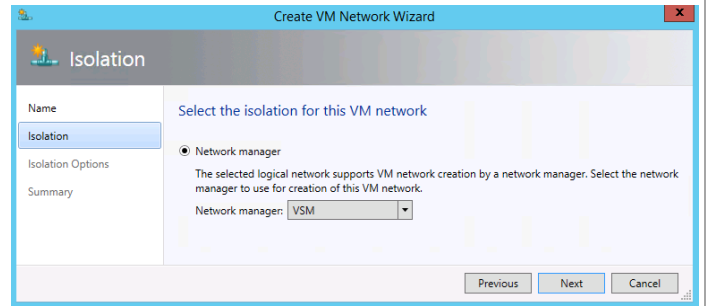 Create VM Network Wizard
x
Isolation
Name
Isolation
Isolation Options
Summary
Select the isolation for this VM network
Network manager
The selected logical network supports VM network creation by a network manager. Select the network
manager to use for creation of this VM network.
Network manager: VSM
Previous Next Cancel